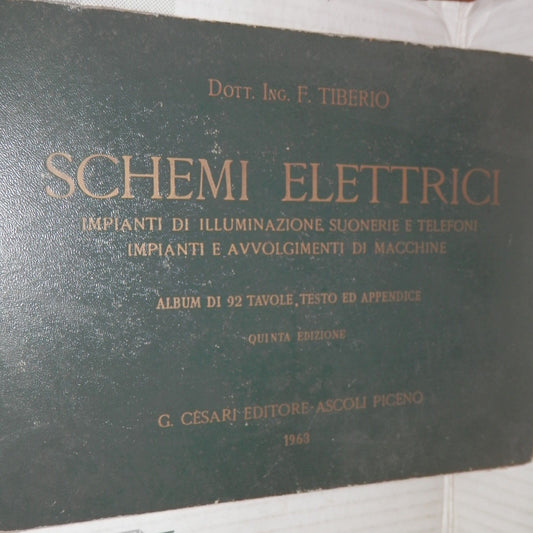 DOTT. ING. F. TIBERIO
SCHEMI ELETTRICI
IMPIANTI DI ILLUMINAZIONE, SUONERIE E TELEFONI
IMPIANTI E AVVOLGIMENTI DI MACCHINE
ALBUM DI 92 TAVOLE, TESTO ED APPENDICE
QUINTA EDIZIONE
G. CESARI EDITORE - ASCOLI PICENO
1963